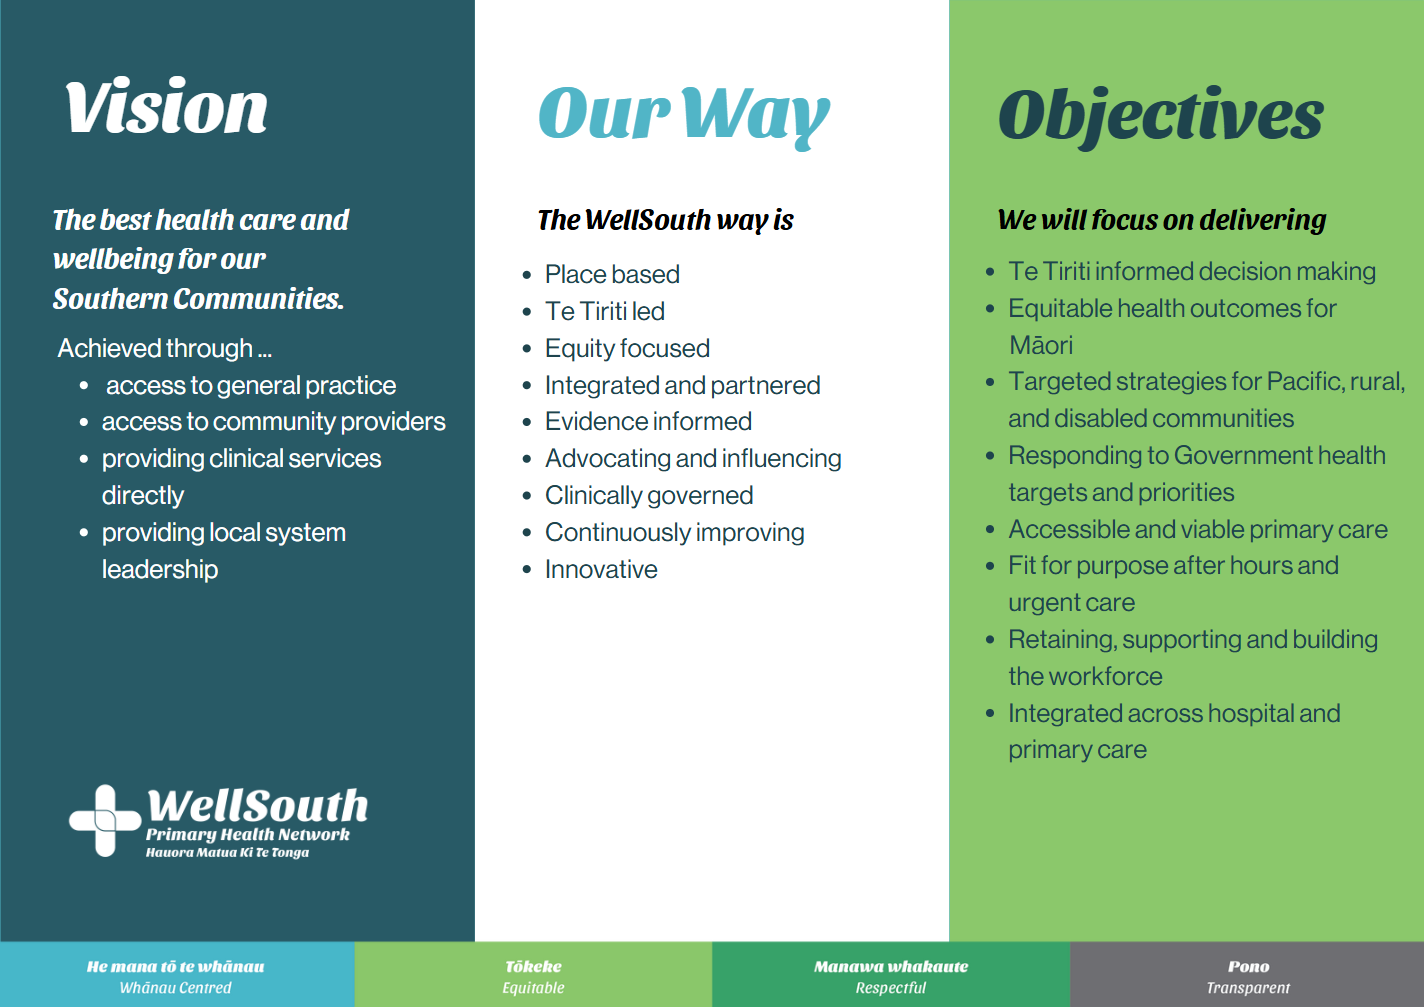 Vision
The best health care and
wellbeing for our
Southern Communities.
Achieved through ...
• access to general practice
• access to community providers
• providing clinical services
directly
• providing local system
leadership
WellSouth
Primary Health Network
Hauora Matua Ki Te Tonga
Our Way
The WellSouth way is
• Place based
• Te Tiriti led
• Equity focused
• Integrated and partnered
• Evidence informed
• Advocating and influencing
• Clinically governed
• Continuously improving
• Innovative
Objectives
We will focus on delivering
• Te Tiriti informed decision making
• Equitable health outcomes for
Māori
• Targeted strategies for Pacific, rural,
and disabled communities
• Responding to Government health
targets and priorities
• Accessible and viable primary care
• Fit for purpose after hours and
urgent care
• Retaining, supporting and building
the workforce
• Integrated across hospital and
primary care
He mana tō te whānau
Whānau Centred
Tōkeke
Equitable
Manawa whakaute
Respectful
Pono
Transparent